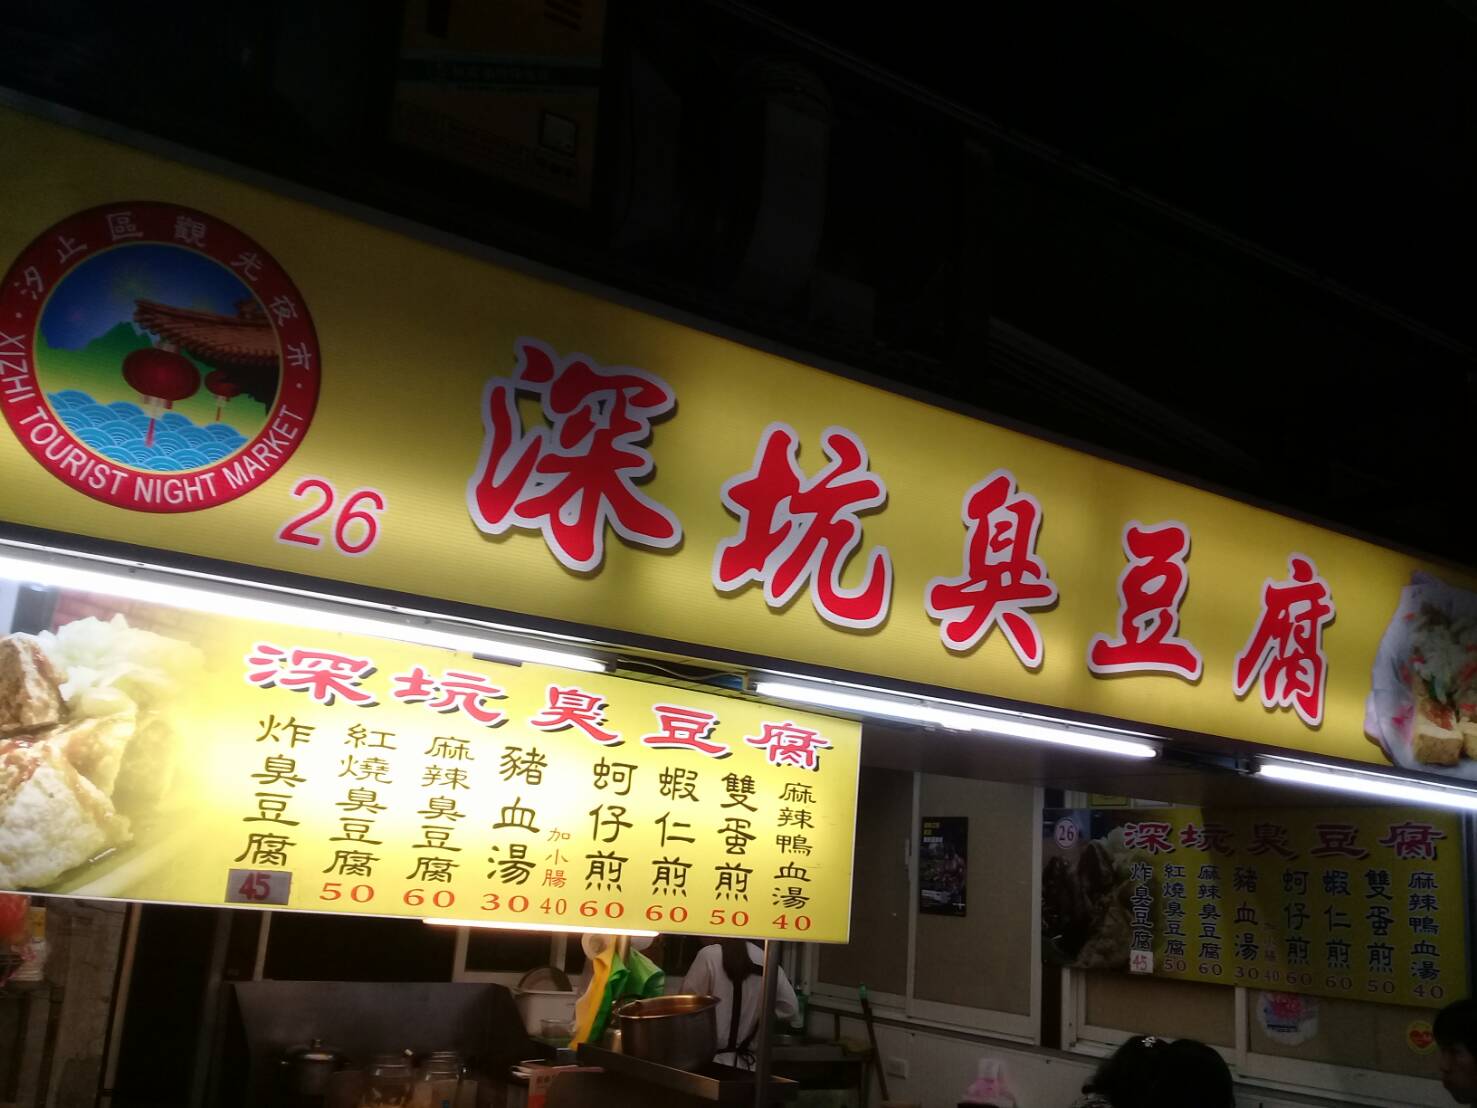 汐止區觀光夜市
XIZHI TOURIST NIGHT MARKET
26
深坑臭豆腐
深坑臭豆腐
炸臭豆腐 45
紅燒臭豆腐 50
麻辣臭豆腐 60
豬血湯 30
加小腸 40
蚵仔煎 60
蝦仁煎 60
雙蛋煎 50
麻辣鴨血湯 40
26
深坑臭豆腐
炸臭豆腐 45
紅燒臭豆腐 50
麻辣臭豆腐 60
豬血湯 30
加小腸 40
蚵仔煎 60
蝦仁煎 60
雙蛋煎 50
麻辣鴨血湯 40